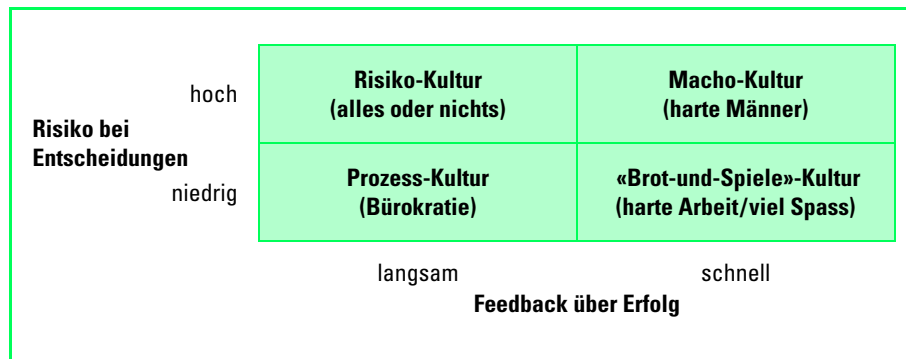 Risiko-Kultur
(alles oder nichts)
Macho-Kultur
(harte Männer)
hoch
Risiko bei
Entscheidungen
Prozess-Kultur
(Bürokratie)
«Brot-und-Spiele»-Kultur
(harte Arbeit/viel Spass)
niedrig
langsam
schnell
Feedback über Erfolg